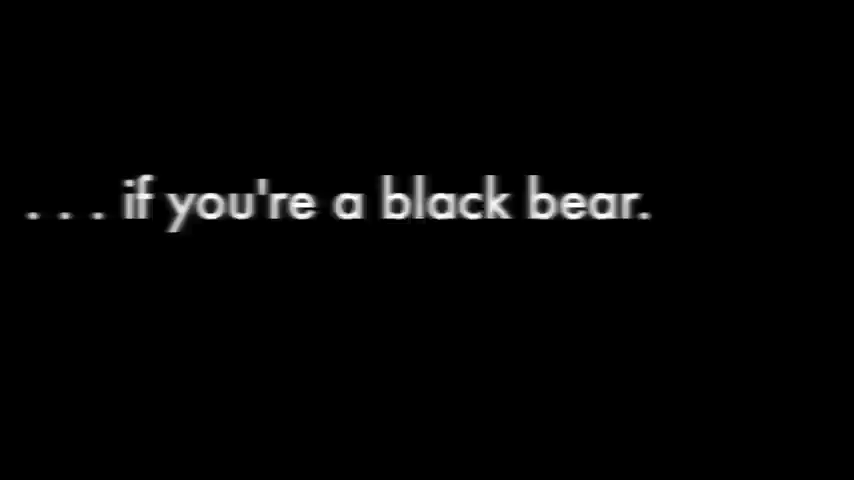 . . . if you're a black bear.